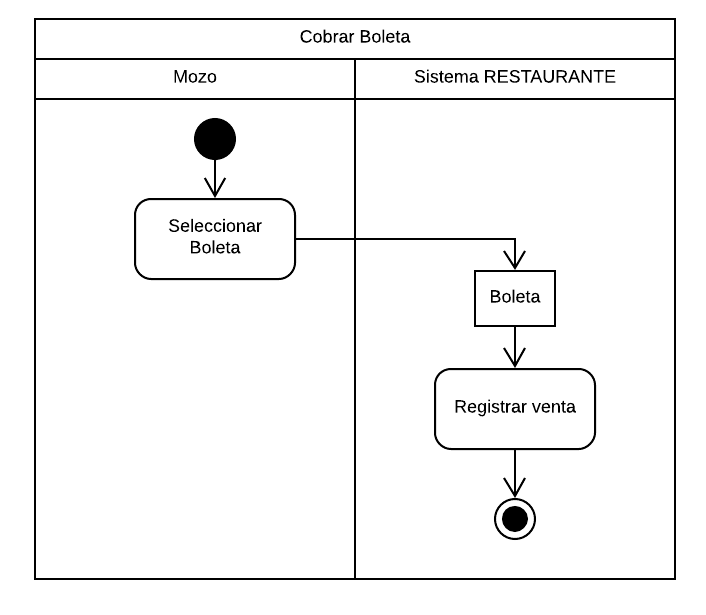 Cobrar Boleta
Mozo
Sistema RESTAURANTE
Seleccionar
Boleta
Boleta
Registrar venta